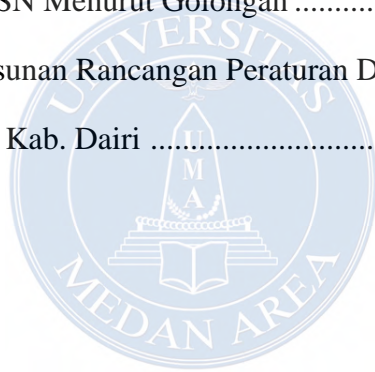 SN Menurut Golongan ...........
sunan Rancangan Peraturan D
Kab. Dairi ..............................
UNIVERSITAS
U
M
A
MEDAN AREA